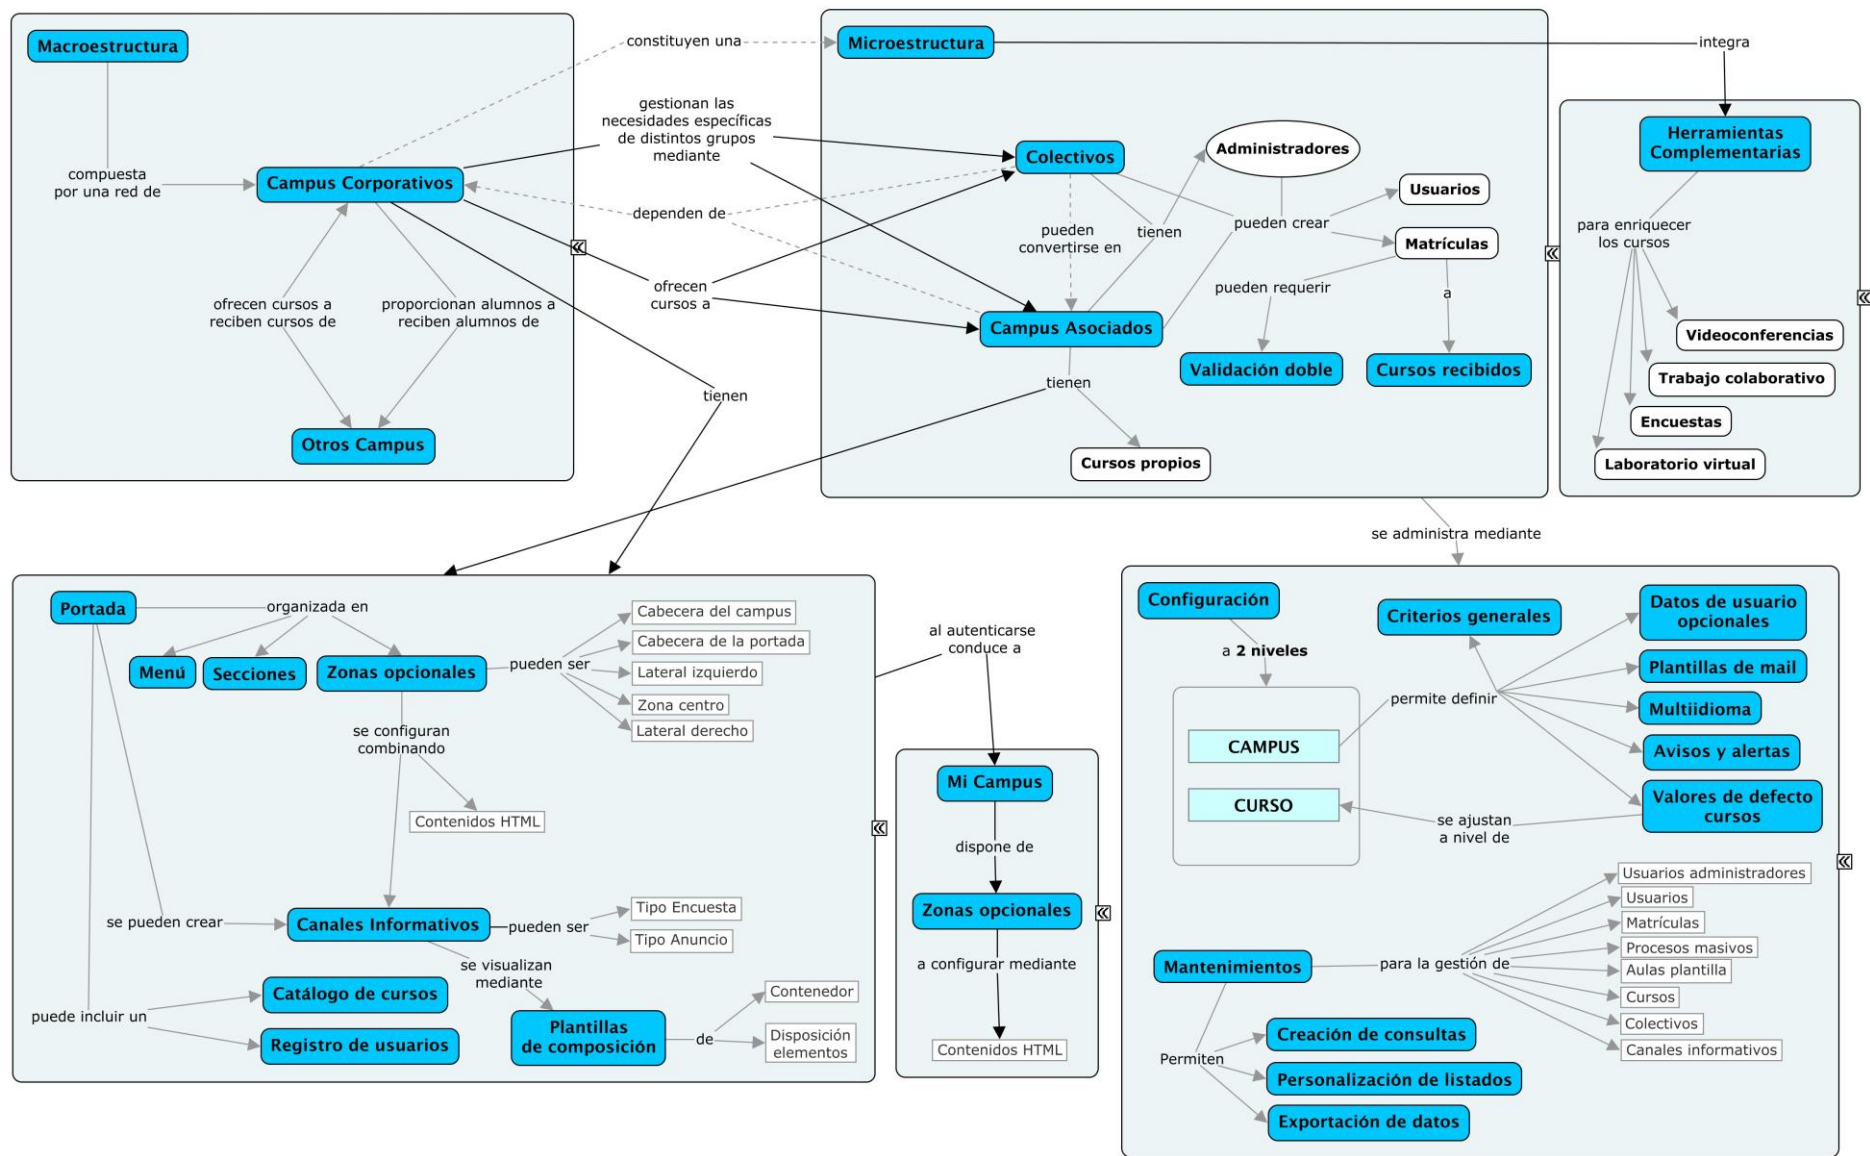 Macroestructura
compuesta
por una red de
Campus Corporativos
ofrecen cursos a
reciben cursos de
proporcionan alumnos a
reciben alumnos de
Otros Campus
constituyen una
gestionan las
necesidades específicas
de distintos grupos
mediante
dependen de
ofrecen
cursos a
tienen
Microestructura
integra
Colectivos
Administradores
Usuarios
pueden crear
pueden
convertirse en
tienen
Matrículas
pueden requerir
a
Campus Asociados
Validación doble
Cursos recibidos
tienen
Cursos propios
Herramientas
Complementarias
para enriquecer
los cursos
Videoconferencias
Trabajo colaborativo
Encuestas
Laboratorio virtual
se administra mediante
Portada
organizada en
Menú
Secciones
Zonas opcionales
pueden ser
Cabecera del campus
Cabecera de la portada
Lateral izquierdo
Zona centro
Lateral derecho
se configuran
combinando
Contenidos HTML
se pueden crear
Canales Informativos
pueden ser
Tipo Encuesta
Tipo Anuncio
se visualizan
mediante
puede incluir un
Catálogo de cursos
Registro de usuarios
Plantillas
de composición
de
Contenedor
Disposición
elementos
al autenticarse
conduce a
Mi Campus
dispone de
Zonas opcionales
a configurar mediante
Contenidos HTML
Configuración
a 2 niveles
CAMPUS
CURSO
permite definir
Criterios generales
Datos de usuario
opcionales
Plantillas de mail
Multiidioma
Avisos y alertas
Valores de defecto
cursos
se ajustan
a nivel de
Mantenimientos
para la gestión de
Usuarios administradores
Usuarios
Matrículas
Procesos masivos
Aulas plantilla
Cursos
Colectivos
Canales informativos
Permiten
Creación de consultas
Personalización de listados
Exportación de datos